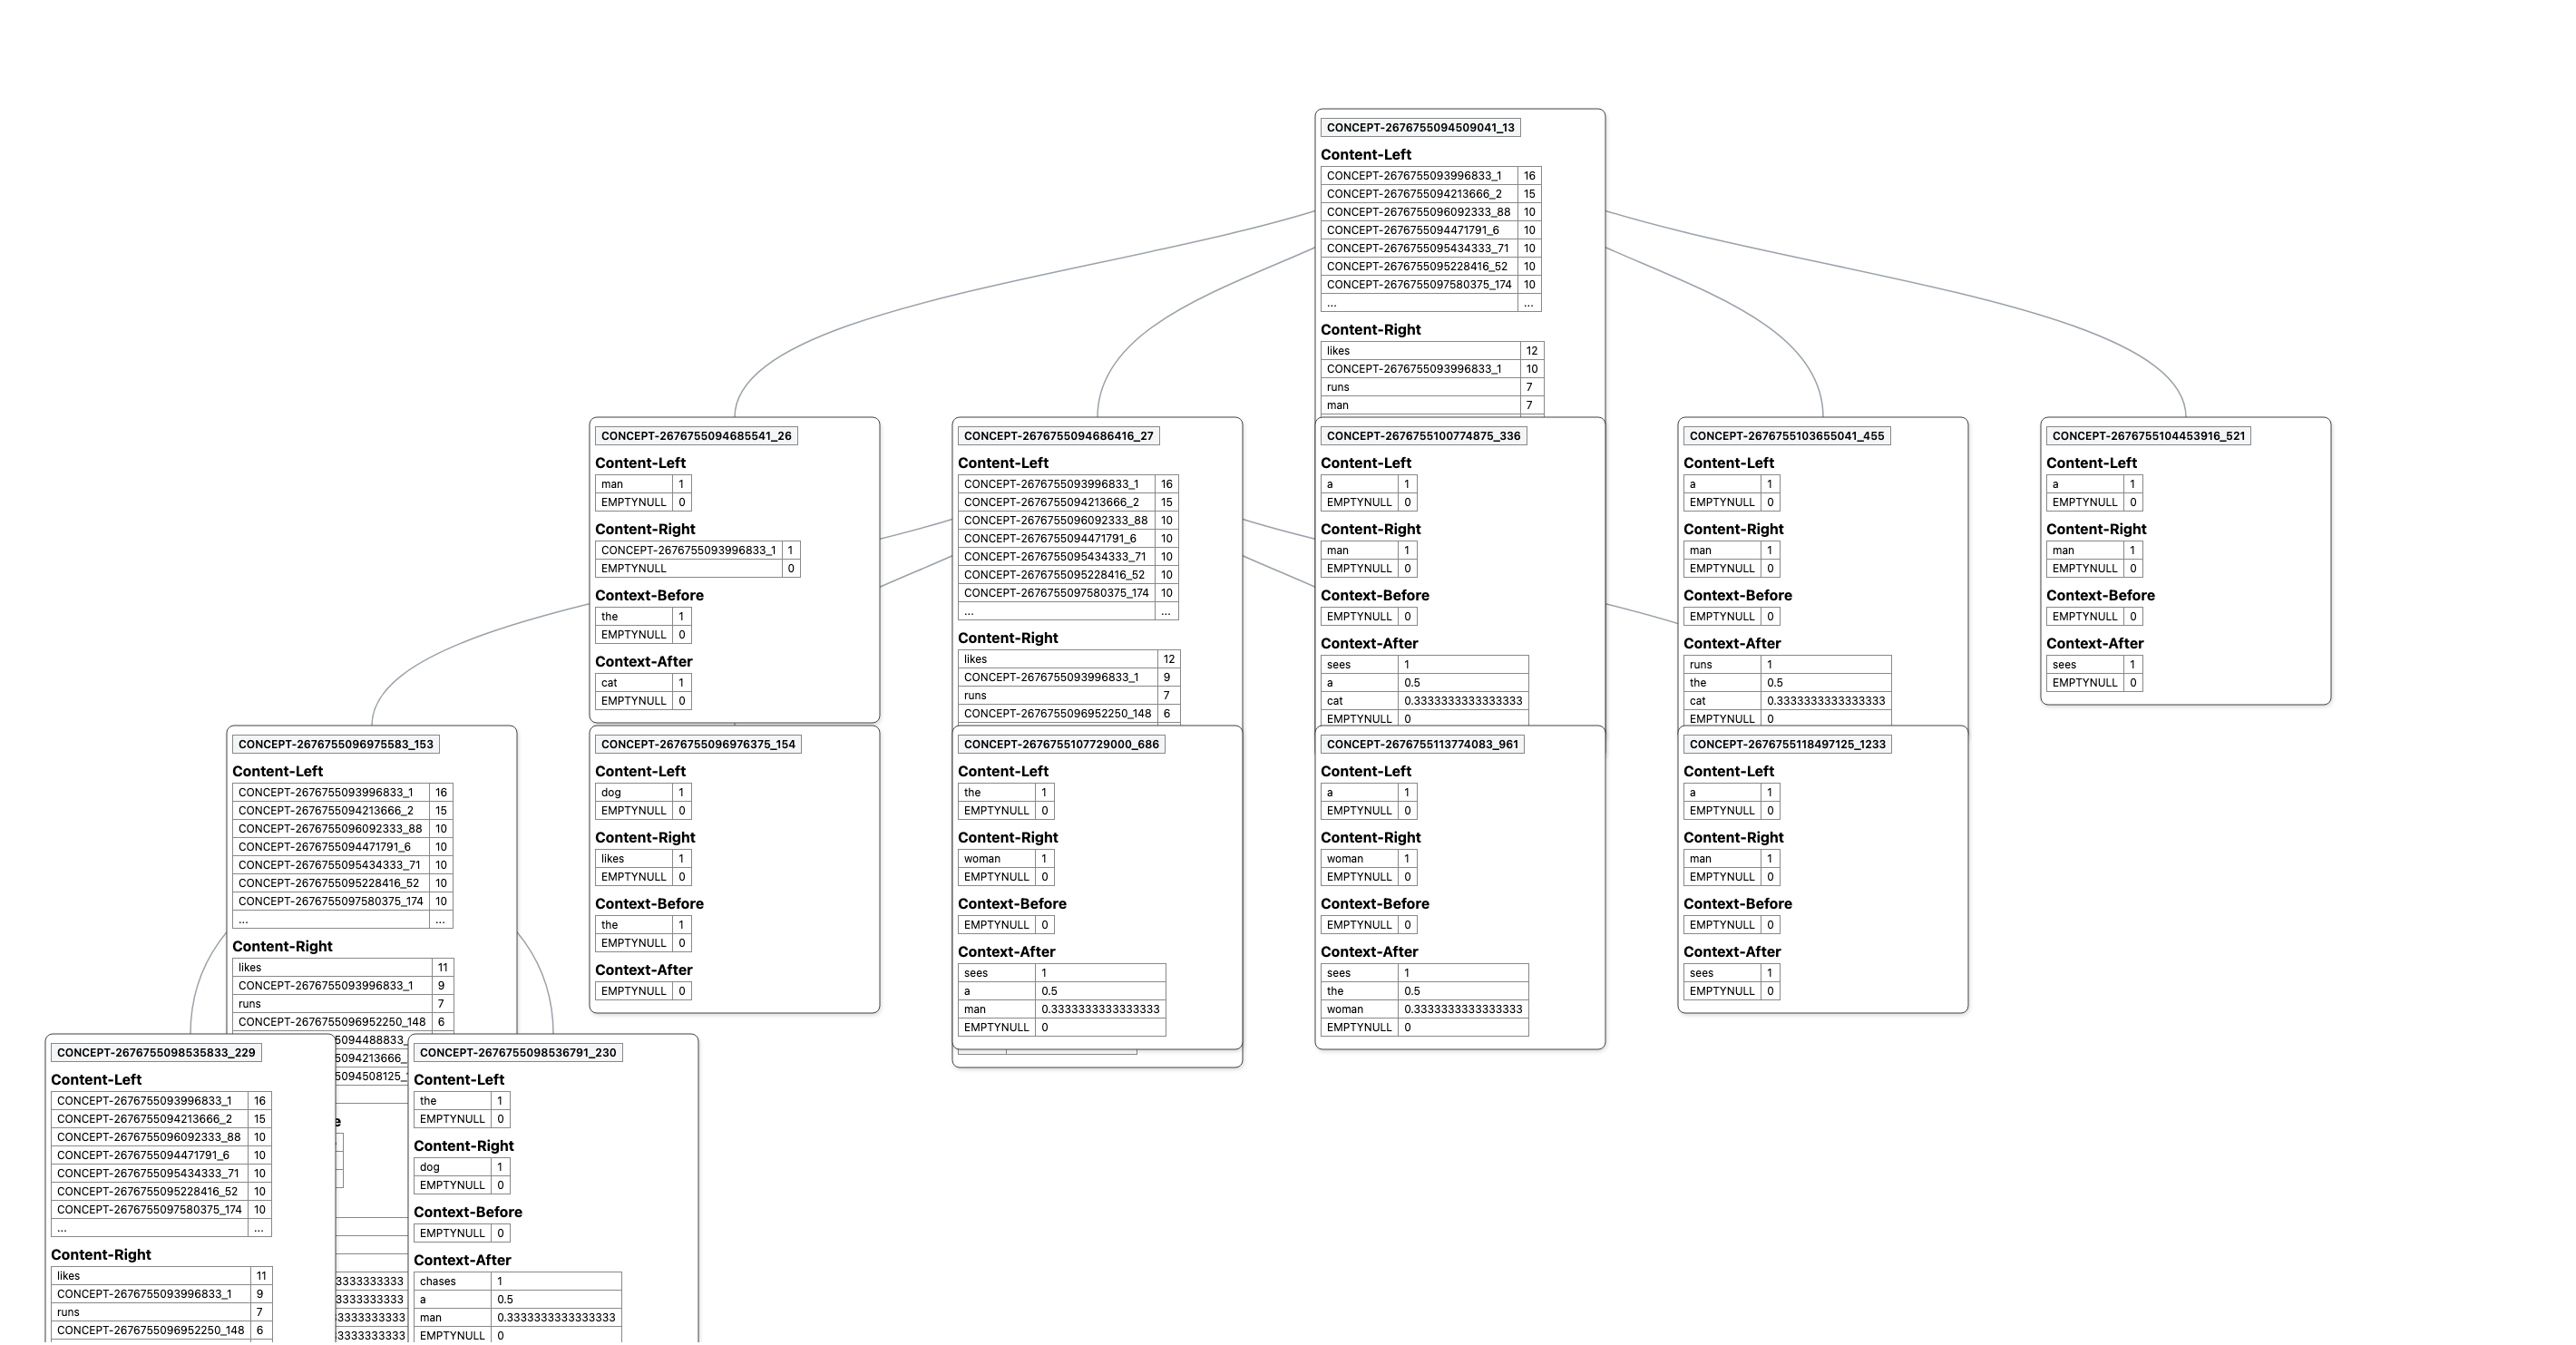 CONCEPT-2676755094509041_13
Content-Left
CONCEPT-2676755093996833_1 16
CONCEPT-2676755094213666_2 15
CONCEPT-2676755096092333_88 10
CONCEPT-2676755094471791_6 10
CONCEPT-2676755095434333_71 10
CONCEPT-2676755095228416_52 10
CONCEPT-2676755097580375_174 10
... ...
Content-Right
likes 12
CONCEPT-2676755093996833_1 10
runs 7
man 7
CONCEPT-2676755094685541_26
Content-Left
man 1
EMPTYNULL 0
Content-Right
CONCEPT-2676755093996833_1 1
EMPTYNULL 0
Context-Before
the 1
EMPTYNULL 0
Context-After
cat 1
EMPTYNULL 0
CONCEPT-2676755094686416_27
Content-Left
CONCEPT-2676755093996833_1 16
CONCEPT-2676755094213666_2 15
CONCEPT-2676755096092333_88 10
CONCEPT-2676755094471791_6 10
CONCEPT-2676755095434333_71 10
CONCEPT-2676755095228416_52 10
CONCEPT-2676755097580375_174 10
... ...
Content-Right
likes 12
CONCEPT-2676755093996833_1 9
runs 7
CONCEPT-2676755096952250_148 6
CONCEPT-2676755100774875_336
Content-Left
a 1
EMPTYNULL 0
Content-Right
man 1
EMPTYNULL 0
Context-Before
EMPTYNULL 0
Context-After
sees 1
a 0.5
cat 0.3333333333333333
EMPTYNULL 0
CONCEPT-2676755103655041_455
Content-Left
a 1
EMPTYNULL 0
Content-Right
man 1
EMPTYNULL 0
Context-Before
EMPTYNULL 0
Context-After
runs 1
the 0.5
cat 0.3333333333333333
EMPTYNULL 0
CONCEPT-2676755104453916_521
Content-Left
a 1
EMPTYNULL 0
Content-Right
man 1
EMPTYNULL 0
Context-Before
EMPTYNULL 0
Context-After
sees 1
EMPTYNULL 0
CONCEPT-2676755096975583_153
Content-Left
CONCEPT-2676755093996833_1 16
CONCEPT-2676755094213666_2 15
CONCEPT-2676755096092333_88 10
CONCEPT-2676755094471791_6 10
CONCEPT-2676755095434333_71 10
CONCEPT-2676755095228416_52 10
CONCEPT-2676755097580375_174 10
... ...
Content-Right
likes 11
CONCEPT-2676755093996833_1 9
runs 7
CONCEPT-2676755096952250_148 6
5094488833_
5094213666_
5094508125_
e
3333333333
3333333333
3333333333
3333333333
CONCEPT-2676755096976375_154
Content-Left
dog 1
EMPTYNULL 0
Content-Right
likes 1
EMPTYNULL 0
Context-Before
the 1
EMPTYNULL 0
Context-After
EMPTYNULL 0
CONCEPT-2676755107729000_686
Content-Left
the 1
EMPTYNULL 0
Content-Right
woman 1
EMPTYNULL 0
Context-Before
EMPTYNULL 0
Context-After
sees 1
a 0.5
man 0.3333333333333333
EMPTYNULL 0
CONCEPT-2676755113774083_961
Content-Left
a 1
EMPTYNULL 0
Content-Right
woman 1
EMPTYNULL 0
Context-Before
EMPTYNULL 0
Context-After
sees 1
the 0.5
woman 0.3333333333333333
EMPTYNULL 0
CONCEPT-2676755118497125_1233
Content-Left
a 1
EMPTYNULL 0
Content-Right
man 1
EMPTYNULL 0
Context-Before
EMPTYNULL 0
Context-After
sees 1
EMPTYNULL 0
CONCEPT-2676755098535833_229
Content-Left
CONCEPT-2676755093996833_1 16
CONCEPT-2676755094213666_2 15
CONCEPT-2676755096092333_88 10
CONCEPT-2676755094471791_6 10
CONCEPT-2676755095434333_71 10
CONCEPT-2676755095228416_52 10
CONCEPT-2676755097580375_174 10
... ...
Content-Right
likes 11
CONCEPT-2676755093996833_1 9
runs 7
CONCEPT-2676755096952250_148 6
CONCEPT-2676755098536791_230
Content-Left
the 1
EMPTYNULL 0
Content-Right
dog 1
EMPTYNULL 0
Context-Before
EMPTYNULL 0
Context-After
chases 1
a 0.5
man 0.3333333333333333
EMPTYNULL 0